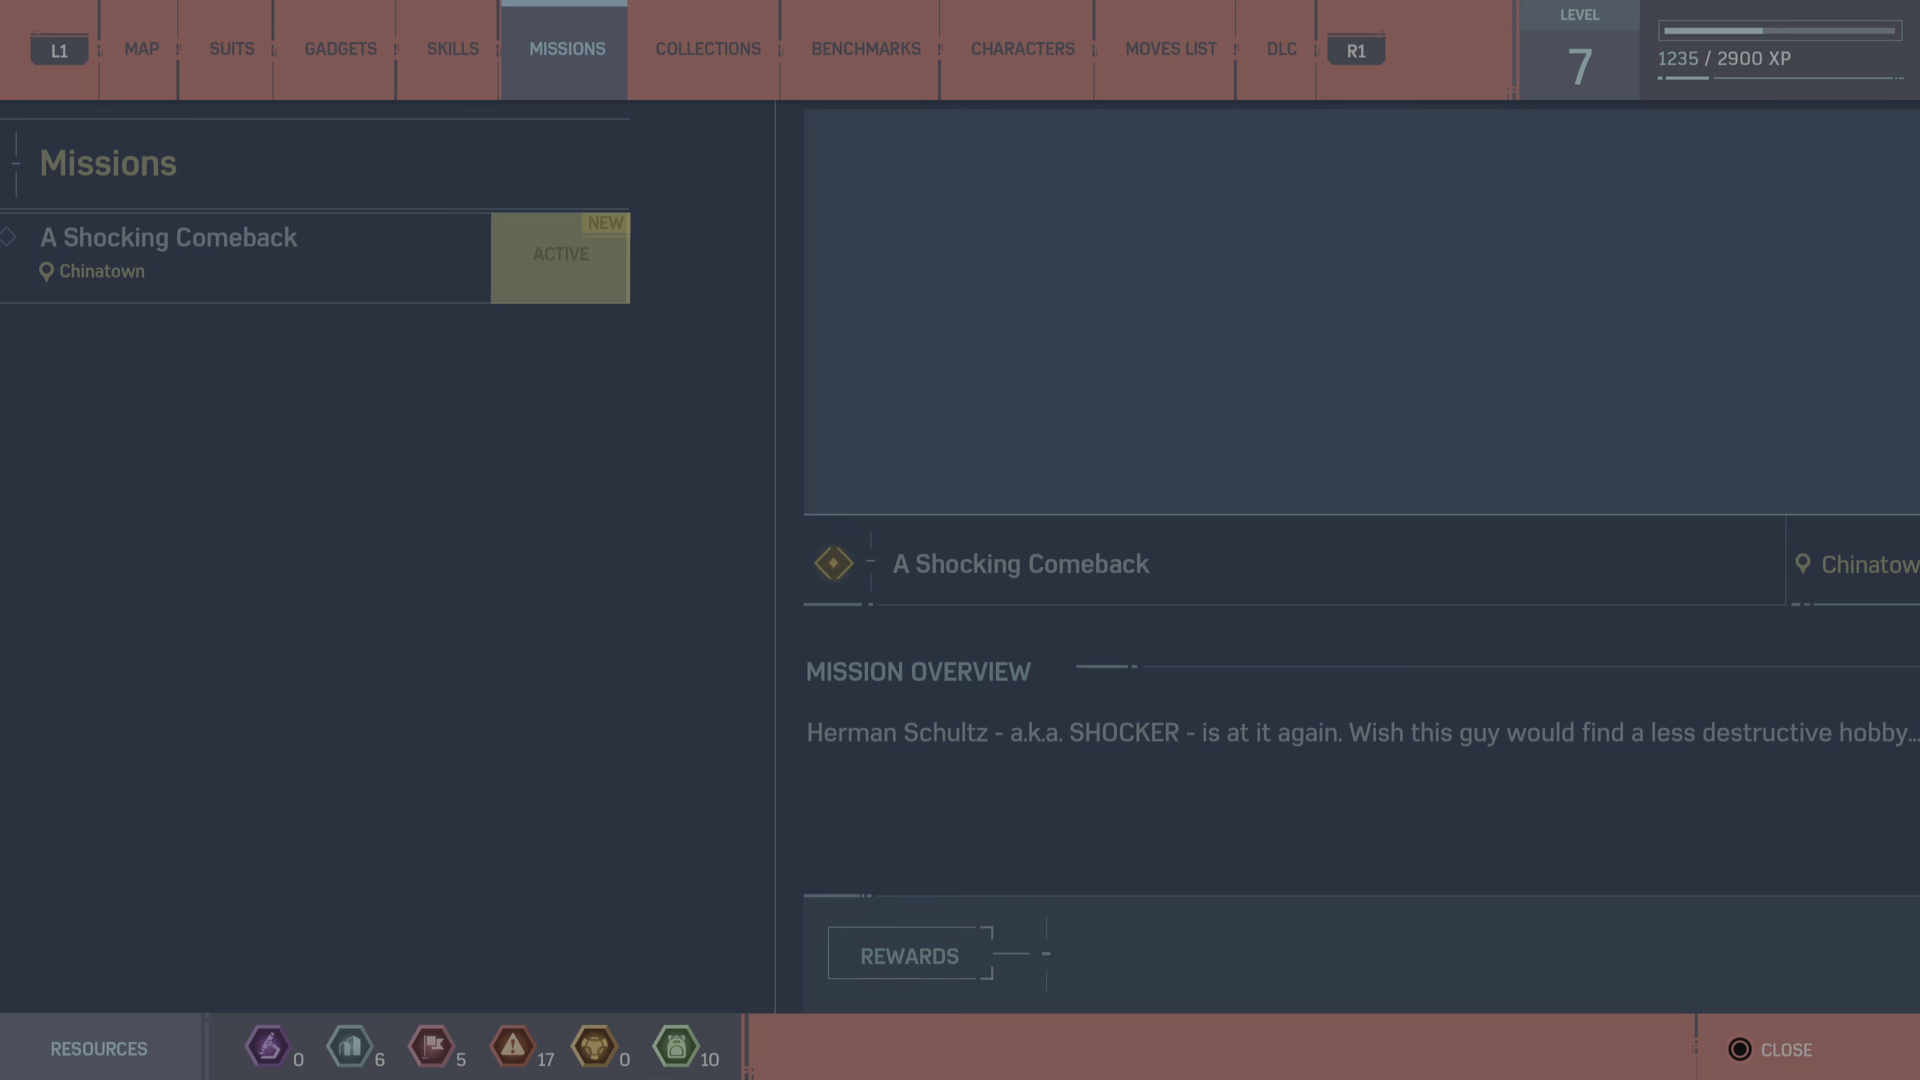 L1 MAP SUITS GADGETS SKILLS MISSIONS COLLECTIONS BENCHMARKS CHARACTERS MOVES LIST DLC R1
LEVEL
7
1235 / 2900 XP
Missions
A Shocking Comeback
Chinatown
NEW
ACTIVE
A Shocking Comeback
Chinatow
MISSION OVERVIEW
Herman Schultz - a.k.a. SHOCKER - is at it again. Wish this guy would find a less destructive hobby...
REWARDS
RESOURCES 0 6 5 17 0 10
CLOSE